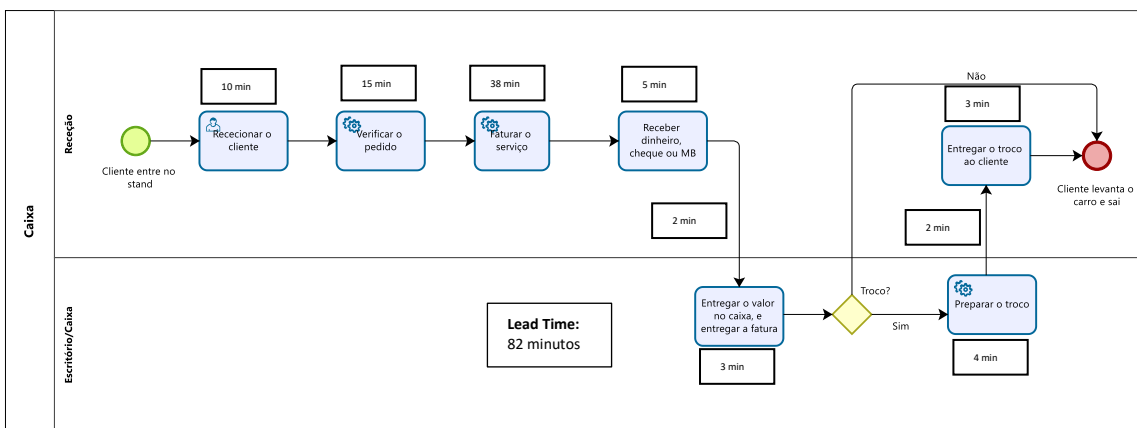 Caixa
Receção
Escritório/Caixa
Cliente entre no
stand
10 min
Rececionar o
cliente
15 min
Verificar o
pedido
38 min
Faturar o
serviço
5 min
Receber
dinheiro,
cheque ou MB
2 min
Entregar o valor
no caixa, e
entregar a fatura
3 min
Troco?
Não
Sim
Preparar o troco
4 min
2 min
3 min
Entregar o troco
ao cliente
Cliente levanta o
carro e sai
Lead Time:
82 minutos